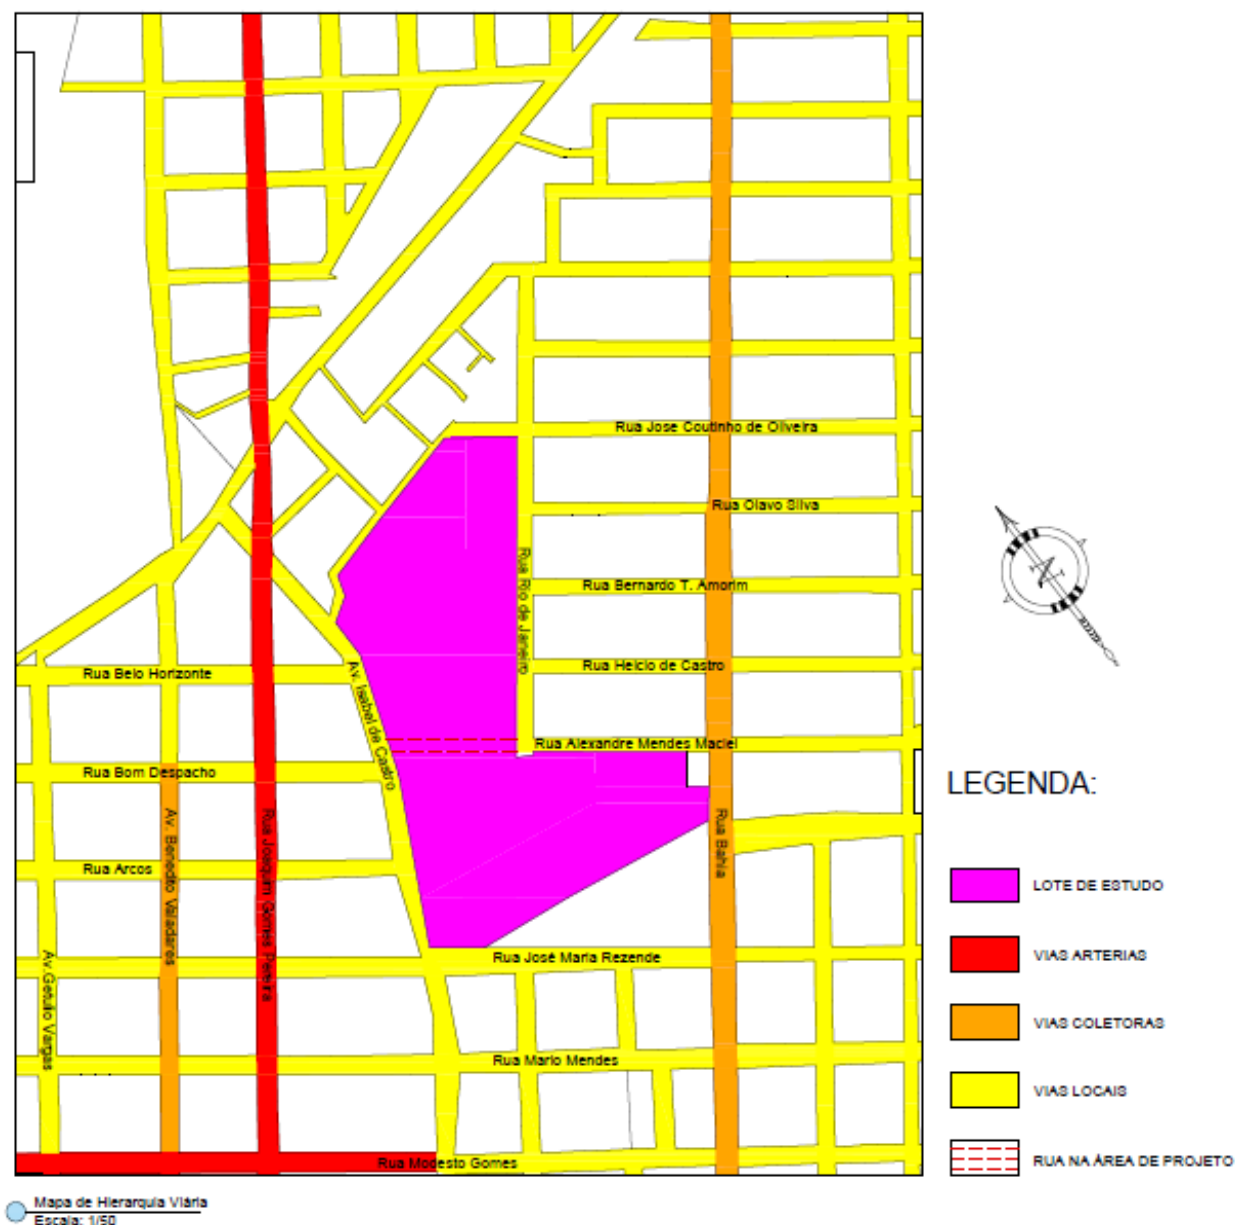 Rua Jose Coutinho de Oliveira
Rua Olavo Silva
Rua Bernardo T. Amorim
Rua Rio de Janeiro
Rua Helcio de Castro
Rua Belo Horizonte
Av. Isabel de Castro
Rua Alexandre Mendes Maciel
Rua Bom Despacho
Rua Arcos
Av. Benedito Valadares
Rua Joaquim Gomes Pereira
Rua Bahia
Av.Getulio Vargas
Rua José Maria Rezende
Rua Mario Mendes
Rua Modesto Gomes
N
LEGENDA:
LOTE DE ESTUDO
VIAS ARTERIAS
VIAS COLETORAS
VIAS LOCAIS
RUA NA ÁREA DE PROJETO
Mapa de Hierarquia Viária
Escala: 1/50